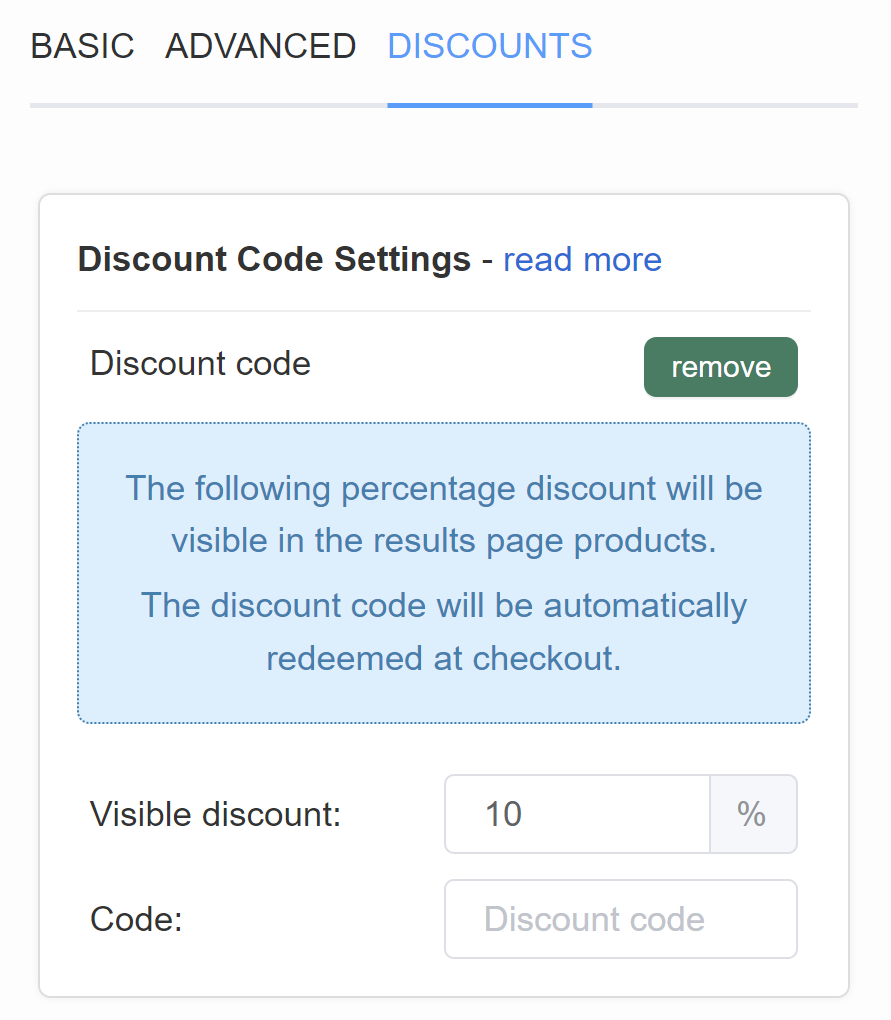 BASIC ADVANCED DISCOUNTS
Discount Code Settings - read more
Discount code remove
The following percentage discount will be
visible in the results page products.
The discount code will be automatically
redeemed at checkout.
Visible discount: 10 %
Code: Discount code